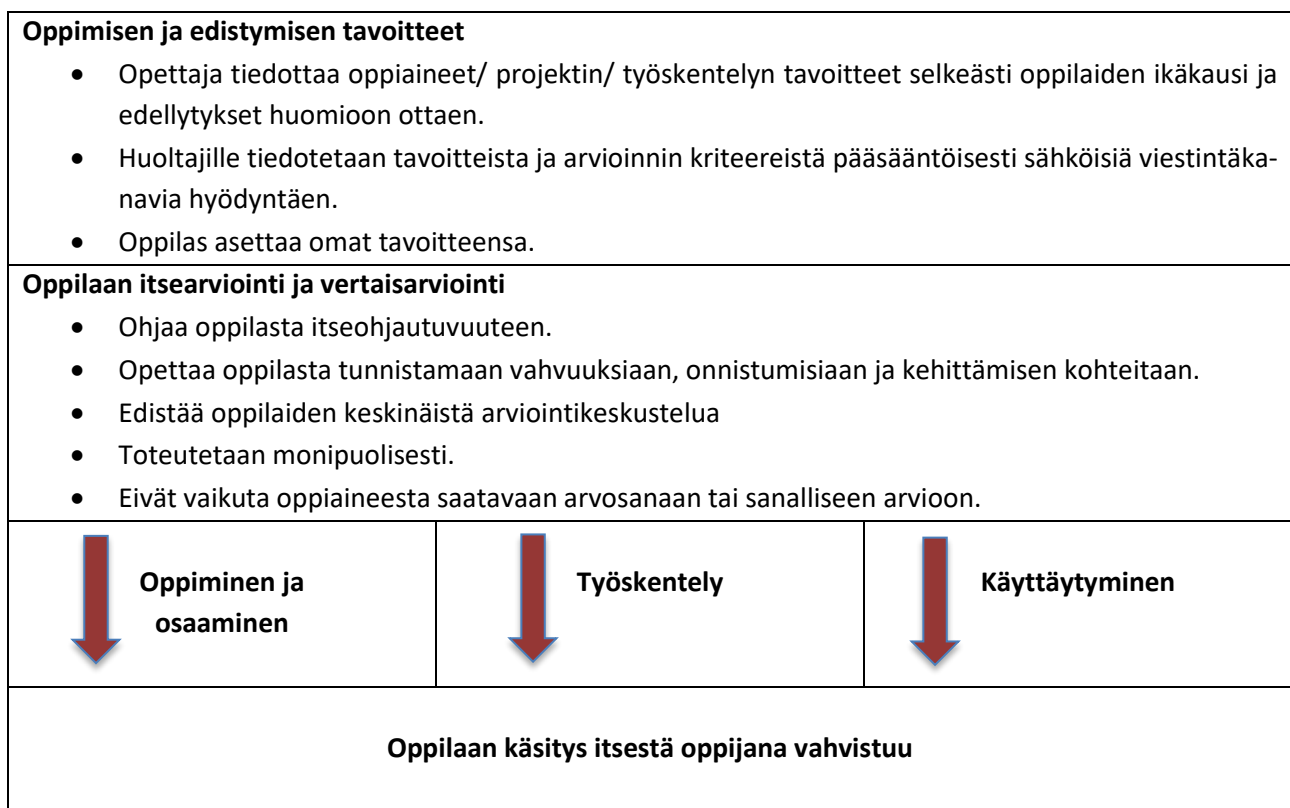 Oppimisen ja edistymisen tavoitteet
• Opettaja tiedottaa oppiaineet/ projektin/ työskentelyn tavoitteet selkeästi oppilaiden ikäkausi ja
edellytykset huomioon ottaen.
• Huoltajille tiedotetaan tavoitteista ja arvioinnin kriteereistä pääsääntöisesti sähköisiä viestintäka-
navia hyödyntäen.
• Oppilas asettaa omat tavoitteensa.
Oppilaan itsearviointi ja vertaisarviointi
• Ohjaa oppilasta itseohjautuvuuteen.
• Opettaa oppilasta tunnistamaan vahvuuksiaan, onnistumisiaan ja kehittämisen kohteitaan.
• Edistää oppilaiden keskinäistä arviointikeskustelua
• Toteutetaan monipuolisesti.
• Eivät vaikuta oppiaineesta saatavaan arvosanaan tai sanalliseen arvioon.
Oppiminen ja
osaaminen
Työskentely
Käyttäytyminen
Oppilaan käsitys itsestä oppijana vahvistuu